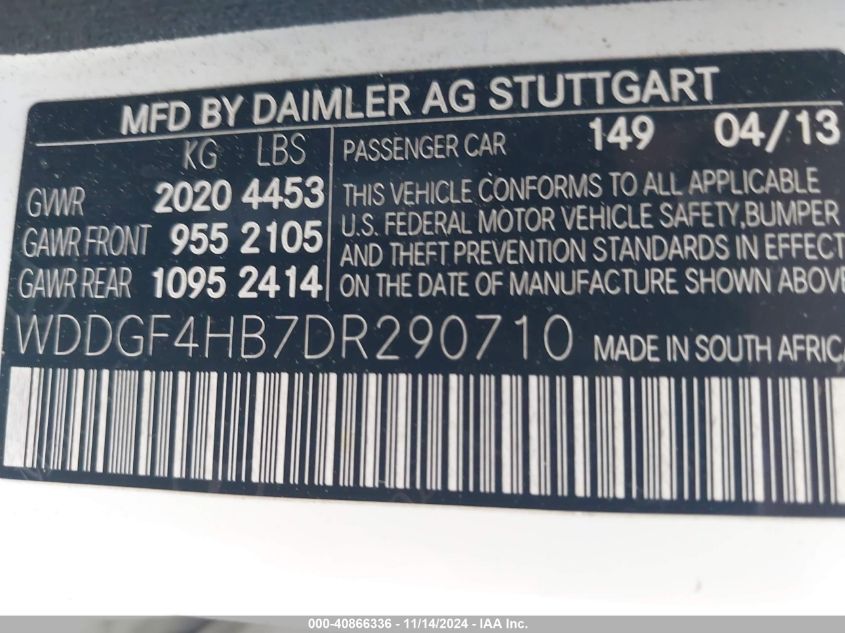 MFD BY DAIMLER AG STUTTGART
KG LBS PASSENGER CAR 149 04/13
GVWR 2020 4453 THIS VEHICLE CONFORMS TO ALL APPLICABLE
GAWR FRONT 955 2105 U.S. FEDERAL MOTOR VEHICLE SAFETY,BUMPER
GAWR REAR 1095 2414 AND THEFT PREVENTION STANDARDS IN EFFECT
ON THE DATE OF MANUFACTURE SHOWN ABOVE
WDDGF4HB7DR290710 MADE IN SOUTH AFRICA
000-40866336 - 11/14/2024 - IAA Inc.